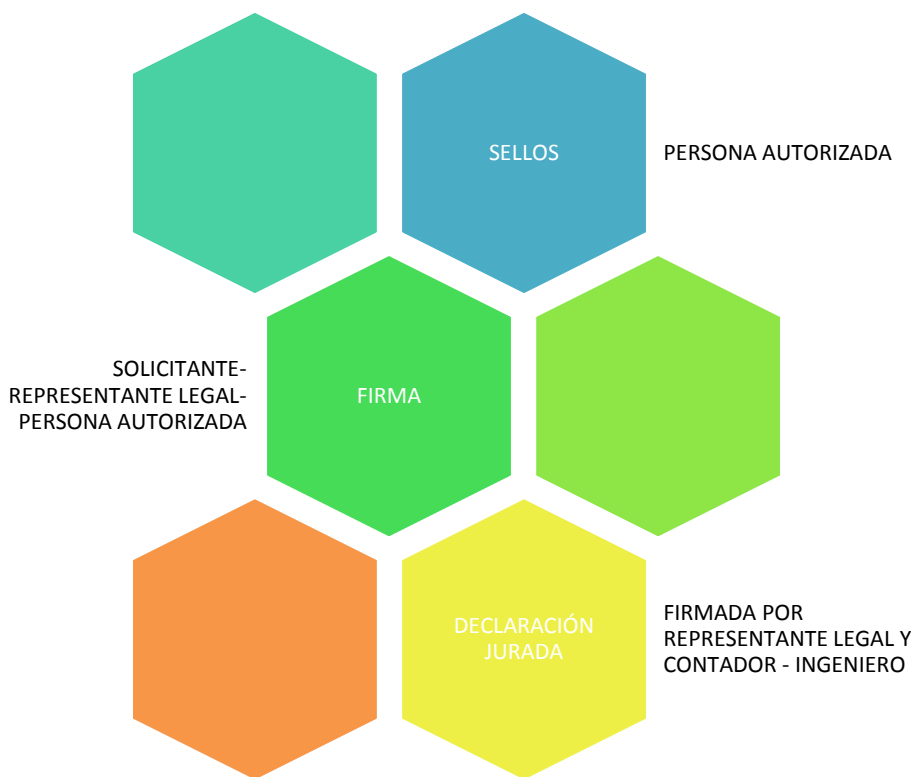 SELLOS
PERSONA AUTORIZADA
SOLICITANTE-
REPRESENTANTE LEGAL-
PERSONA AUTORIZADA
FIRMA
DECLARACIÓN
JURADA
FIRMADA POR
REPRESENTANTE LEGAL Y
CONTADOR - INGENIERO